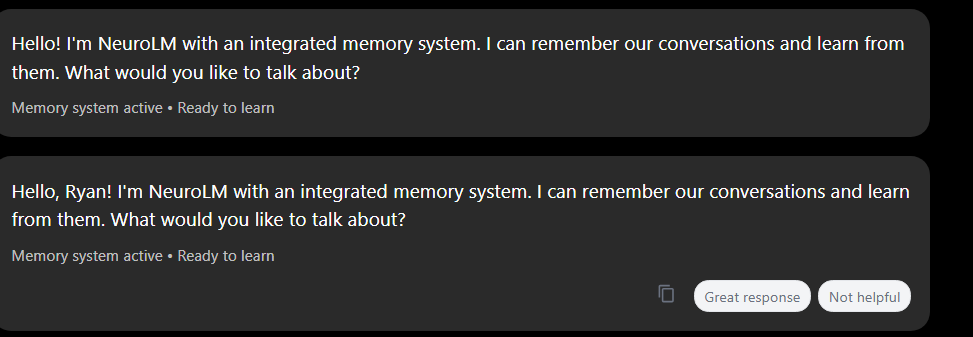 Hello! I'm NeuroLM with an integrated memory system. I can remember our conversations and learn from
them. What would you like to talk about?
Memory system active • Ready to learn
Hello, Ryan! I'm NeuroLM with an integrated memory system. I can remember our conversations and learn
from them. What would you like to talk about?
Memory system active • Ready to learn
Great response Not helpful